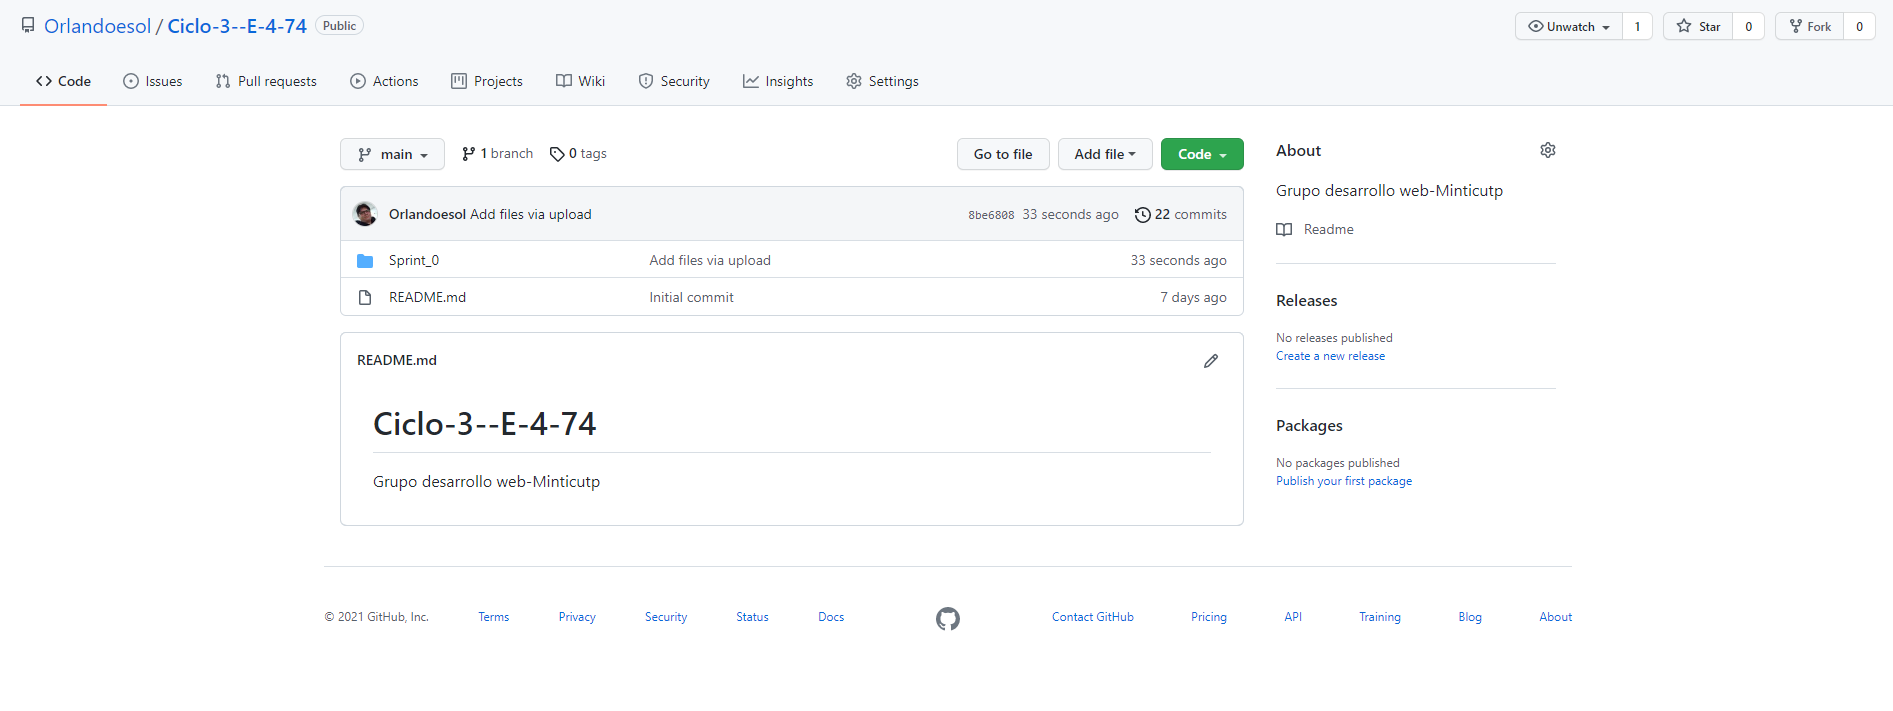 Orlandoesol / Ciclo-3--E-4-74 Public Unwatch 1 Star 0 Fork 0
Code Issues Pull requests Actions Projects Wiki Security Insights Settings
main 1 branch 0 tags Go to file Add file Code
Orlandoesol Add files via upload 8be6808 33 seconds ago 22 commits
Sprint_0 Add files via upload 33 seconds ago
README.md Initial commit 7 days ago
README.md
Ciclo-3--E-4-74
Grupo desarrollo web-Minticutp
About
Grupo desarrollo web-Minticutp
Readme
Releases
No releases published
Create a new release
Packages
No packages published
Publish your first package
© 2021 GitHub, Inc. Terms Privacy Security Status Docs Contact GitHub Pricing API Training Blog About